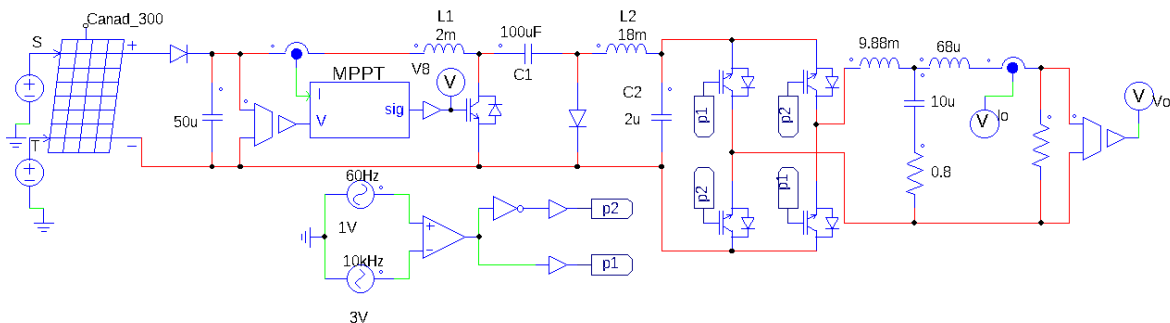 Canad_300
S
+
T
−
50u
MPPT
I
V
sig
V8
V
L1
2m
100uF
C1
L2
18m
C2
2u
p1
p2
p2
p1
9.88m
68u
10u
0.8
V
Io
V
Vo
60Hz
1V
10kHz
3V
+
−
p2
p1